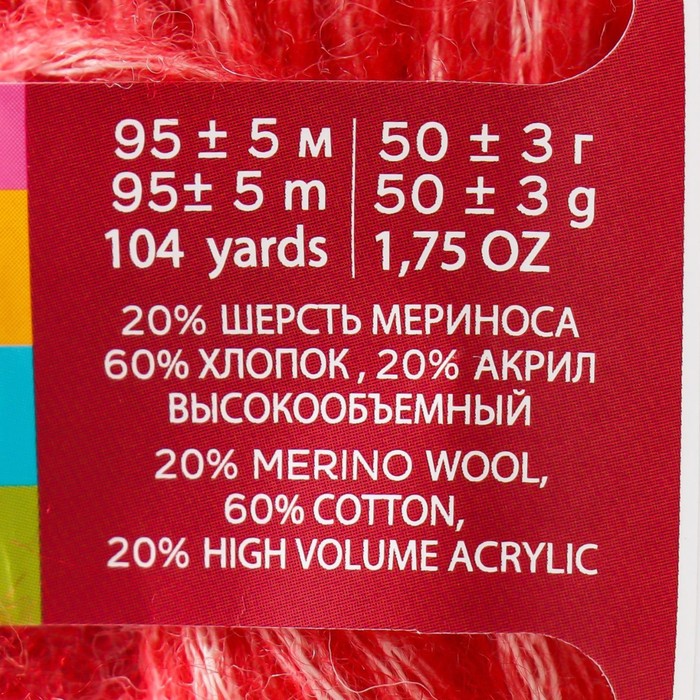 95 ± 5 м 50 ± 3 г
95± 5 m 50 ± 3 g
104 yards 1,75 OZ
20% ШЕРСТЬ МЕРИНОСА
60% ХЛОПОК , 20% АКРИЛ
ВЫСОКООБЪЕМНЫЙ
20% MERINO WOOL,
60% COTTON,
20% HIGH VOLUME ACRYLIC